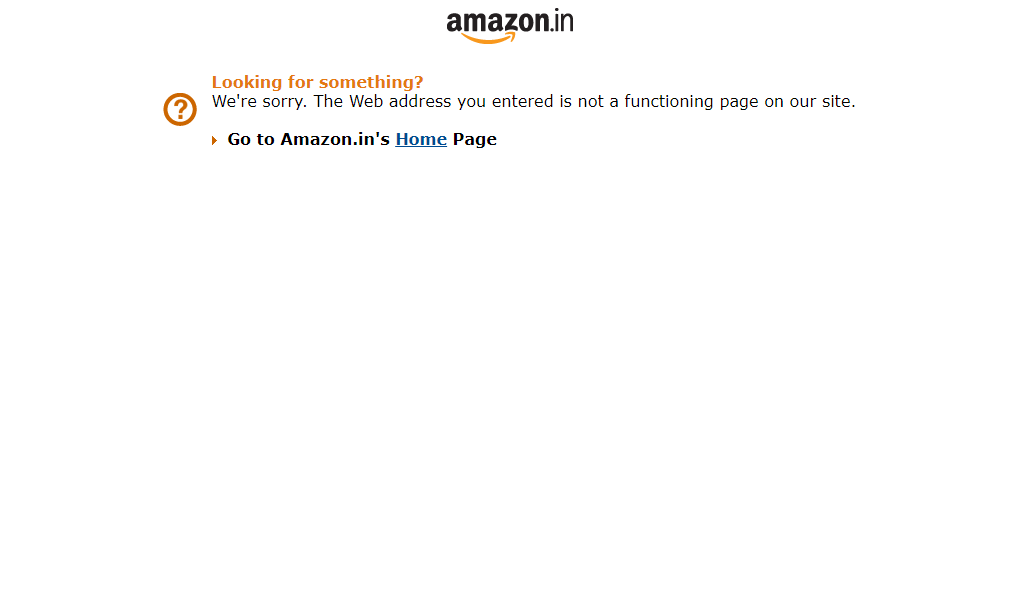 amazon.in
Looking for something?
We're sorry. The Web address you entered is not a functioning page on our site.
Go to Amazon.in's Home Page